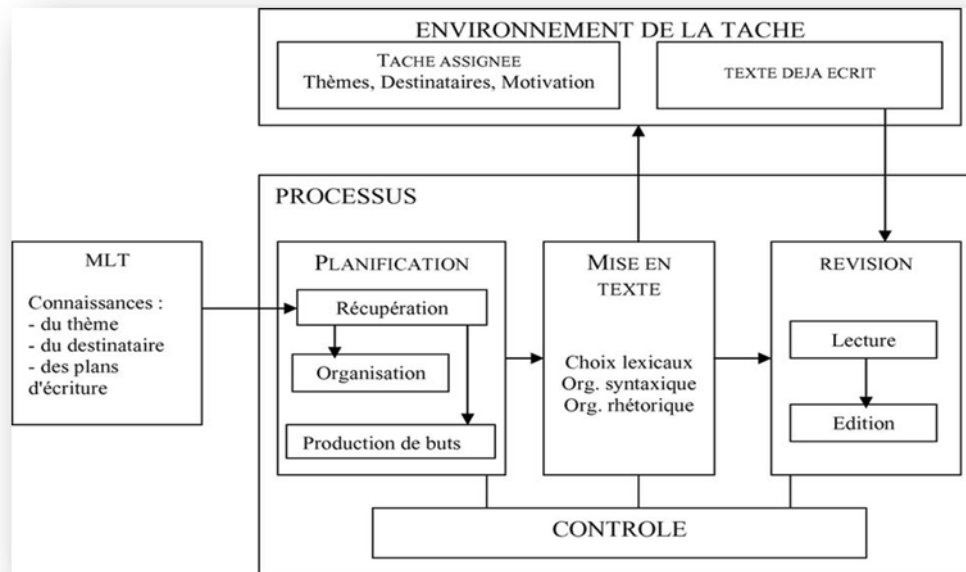 ENVIRONNEMENT DE LA TACHE
TACHE ASSIGNEE
Thèmes, Destinataires, Motivation
TEXTE DEJA ECRIT
PROCESSUS
MLT
Connaissances :
- du thème
- du destinataire
- des plans
d'écriture
PLANIFICATION
Récupération
Organisation
Production de buts
MISE EN
TEXTE
Choix lexicaux
Org. syntaxique
Org. rhétorique
REVISION
Lecture
Edition
CONTROLE